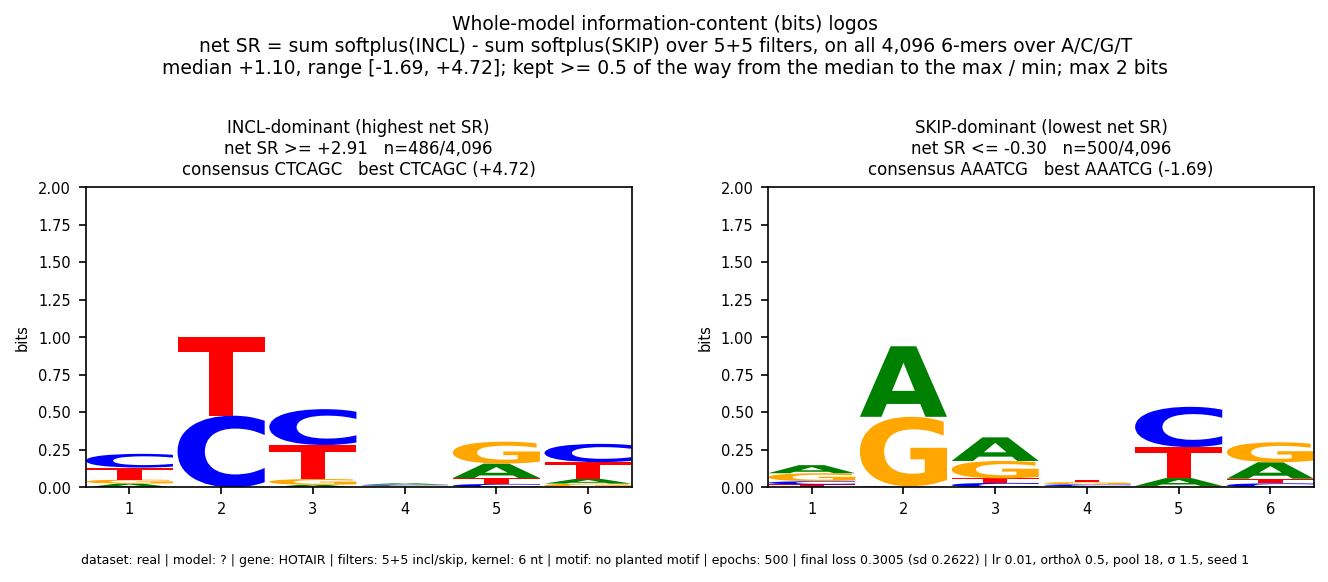 Whole-model information-content (bits) logos
net SR = sum softplus(INCL) - sum softplus(SKIP) over 5+5 filters, on all 4,096 6-mers over A/C/G/T
median +1.10, range [-1.69, +4.72]; kept >= 0.5 of the way from the median to the max / min; max 2 bits
INCL-dominant (highest net SR)
net SR >= +2.91   n=486/4,096
consensus CTCAGC   best CTCAGC (+4.72)
2.00
1.75
1.50
1.25
1.00
0.75
0.50
0.25
0.00
bits
1 2 3 4 5 6
SKIP-dominant (lowest net SR)
net SR <= -0.30   n=500/4,096
consensus AAATCG   best AAATCG (-1.69)
2.00
1.75
1.50
1.25
1.00
0.75
0.50
0.25
0.00
bits
1 2 3 4 5 6
dataset: real | model: ? | gene: HOTAIR | filters: 5+5 incl/skip, kernel: 6 nt | motif: no planted motif | epochs: 500 | final loss 0.3005 (sd 0.2622) | lr 0.01, orthoλ 0.5, pool 18, σ 1.5, seed 1